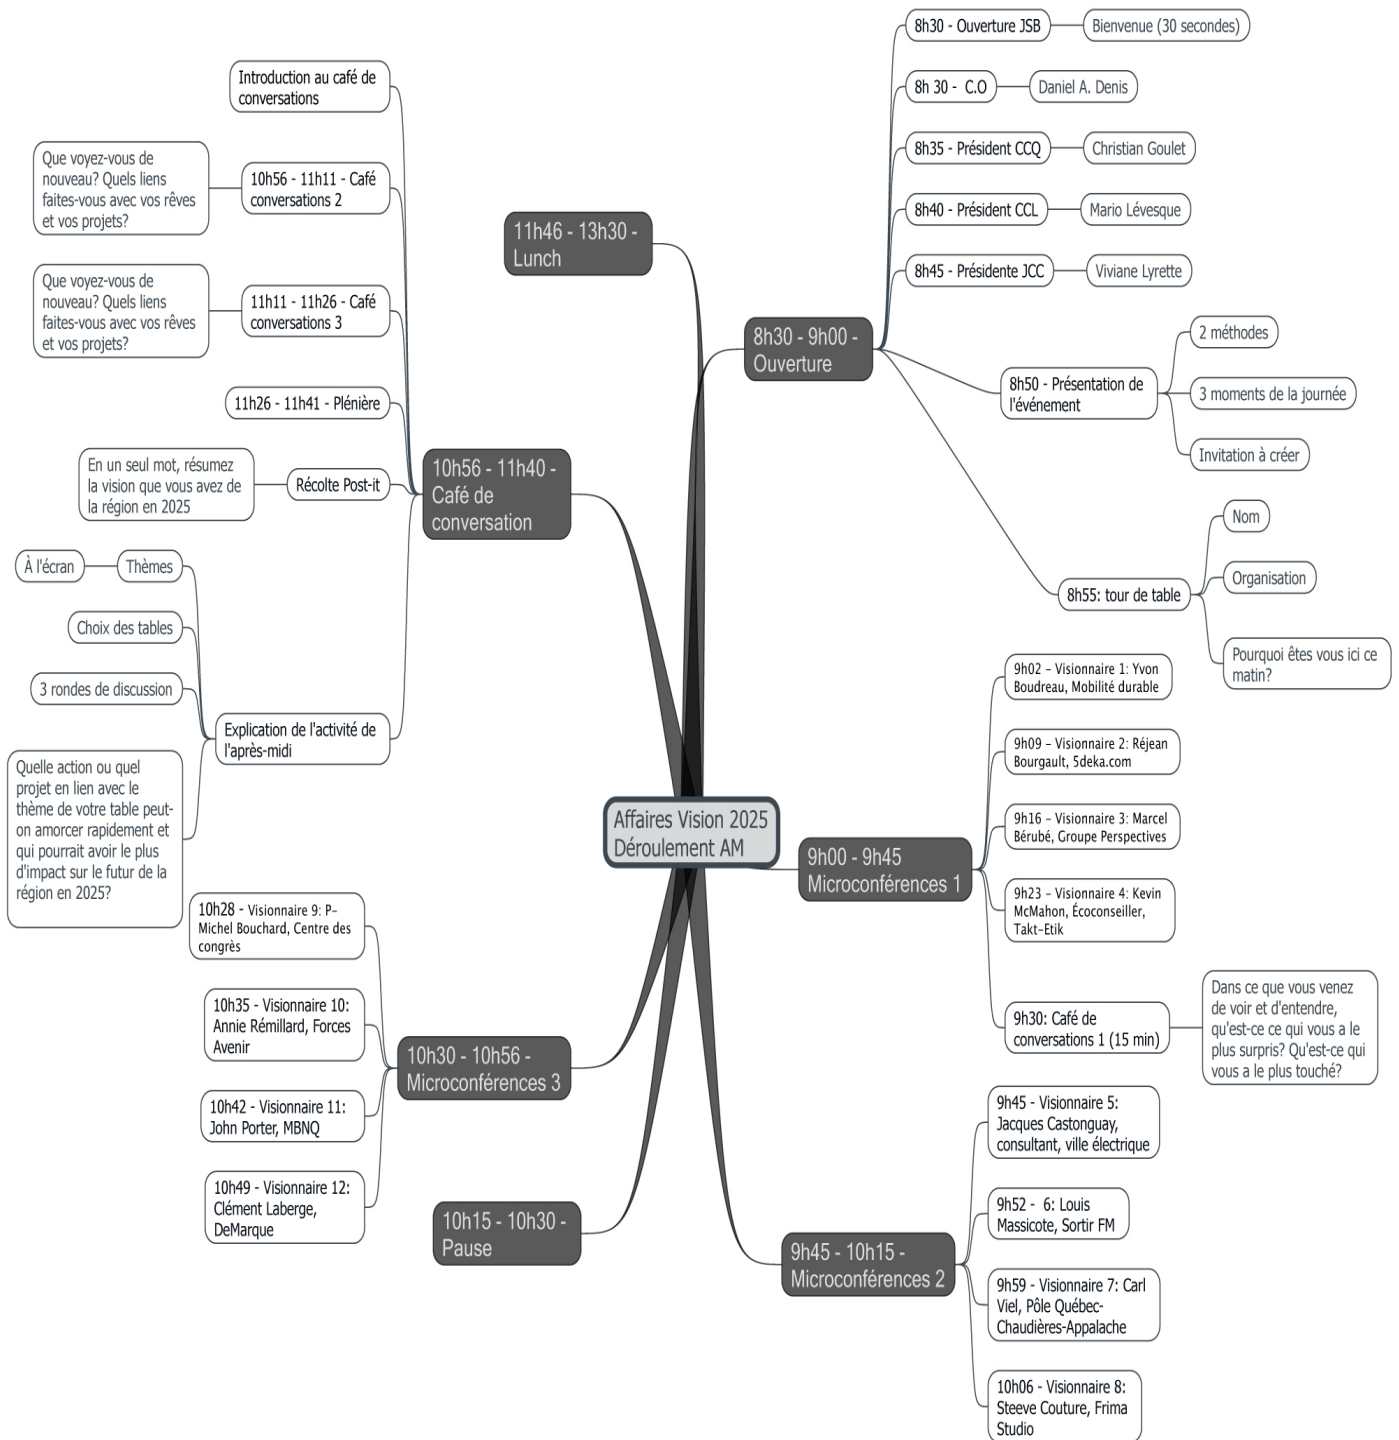 Affaires Vision 2025
Déroulement AM
8h30 - 9h00 -
Ouverture
8h30 - Ouverture JSB
Bienvenue (30 secondes)
8h 30 -  C.O
Daniel A. Denis
8h35 - Président CCQ
Christian Goulet
8h40 - Président CCL
Mario Lévesque
8h45 - Présidente JCC
Viviane Lyrette
8h50 - Présentation de
l'événement
2 méthodes
3 moments de la journée
Invitation à créer
8h55: tour de table
Nom
Organisation
Pourquoi êtes vous ici ce
matin?
9h00 - 9h45
Microconférences 1
9h02 – Visionnaire 1: Yvon
Boudreau, Mobilité durable
9h09 – Visionnaire 2: Réjean
Bourgault, 5deka.com
9h16 – Visionnaire 3: Marcel
Bérubé, Groupe Perspectives
9h23 – Visionnaire 4: Kevin
McMahon, Écoconseiller,
Takt–Etik
9h30: Café de
conversations 1 (15 min)
Dans ce que vous venez
de voir et d'entendre,
qu'est-ce ce qui vous a le
plus surpris? Qu'est-ce qui
vous a le plus touché?
9h45 - 10h15 -
Microconférences 2
9h45 - Visionnaire 5:
Jacques Castonguay,
consultant, ville électrique
9h52 -  6: Louis
Massicote, Sortir FM
9h59 - Visionnaire 7: Carl
Viel, Pôle Québec-
Chaudières-Appalache
10h06 - Visionnaire 8:
Steeve Couture, Frima
Studio
10h15 - 10h30 -
Pause
10h30 - 10h56 -
Microconférences 3
10h28 - Visionnaire 9: P–
Michel Bouchard, Centre des
congrès
10h35 - Visionnaire 10:
Annie Rémillard, Forces
Avenir
10h42 - Visionnaire 11:
John Porter, MBNQ
10h49 - Visionnaire 12:
Clément Laberge,
DeMarque
10h56 - 11h40 -
Café de
conversation
Introduction au café de
conversations
10h56 - 11h11 - Café
conversations 2
Que voyez-vous de
nouveau? Quels liens
faites-vous avec vos rêves
et vos projets?
11h11 - 11h26 - Café
conversations 3
Que voyez-vous de
nouveau? Quels liens
faites-vous avec vos rêves
et vos projets?
11h26 - 11h41 - Plénière
Récolte Post-it
En un seul mot, résumez
la vision que vous avez de
la région en 2025
Explication de l'activité de
l'après-midi
Thèmes
À l'écran
Choix des tables
3 rondes de discussion
Quelle action ou quel
projet en lien avec le
thème de votre table peut-
on amorcer rapidement et
qui pourrait avoir le plus
d'impact sur le futur de la
région en 2025?
11h46 - 13h30 -
Lunch